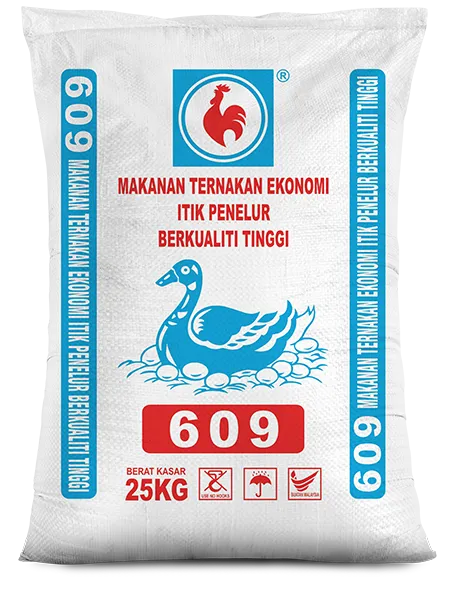 ®
MAKANAN TERNAKAN EKONOMI
ITIK PENELUR
BERKUALITI TINGGI
609 MAKANAN TERNAKAN EKONOMI ITIK PENELUR BERKUALITI TINGGI
609 MAKANAN TERNAKAN EKONOMI ITIK PENELUR BERKUALITI TINGGI
609
BERAT KASAR
25KG
USE NO HOOKS
BUATAN MALAYSIA